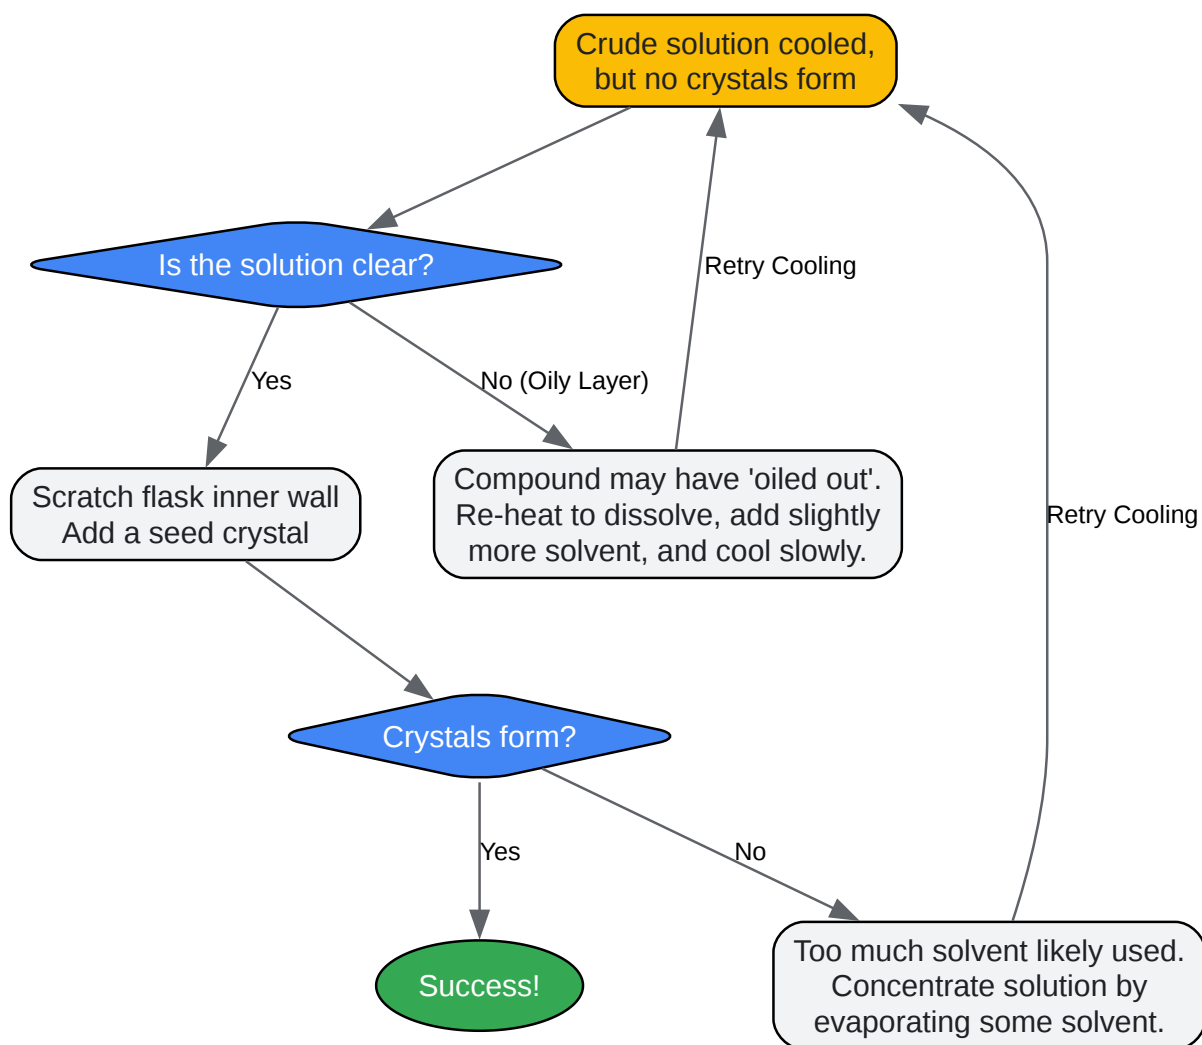 Crude solution cooled,
but no crystals form
Is the solution clear?
Retry Cooling
Yes
No (Oily Layer)
Scratch flask inner wall
Add a seed crystal
Compound may have 'oiled out'.
Re-heat to dissolve, add slightly
more solvent, and cool slowly.
Retry Cooling
Crystals form?
Yes
No
Success!
Too much solvent likely used.
Concentrate solution by
evaporating some solvent.